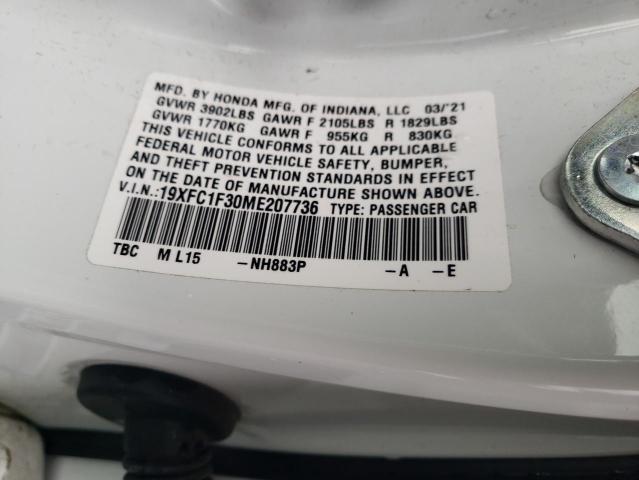 MFD. BY HONDA MFG. OF INDIANA, LLC 03/'21
GVWR 3902LBS GAWR F 2105LBS R 1829LBS
GVWR 1770KG GAWR F 955KG R 830KG
THIS VEHICLE CONFORMS TO ALL APPLICABLE
FEDERAL MOTOR VEHICLE SAFETY, BUMPER,
AND THEFT PREVENTION STANDARDS IN EFFECT
ON THE DATE OF MANUFACTURE SHOWN ABOVE.
V.I.N.:19XFC1F30ME207736 TYPE: PASSENGER CAR
TBC M L15 -NH883P -A -E